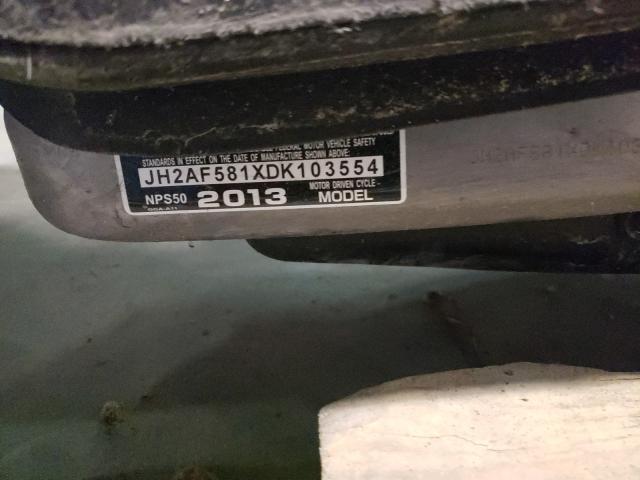 FEDERAL MOTOR VEHICLE SAFETY
STANDARDS IN EFFECT ON THE DATE OF MANUFACTURE SHOWN ABOVE:
JH2AF581XDK103554
NPS50 2013 MOTOR DRIVEN CYCLE
MODEL